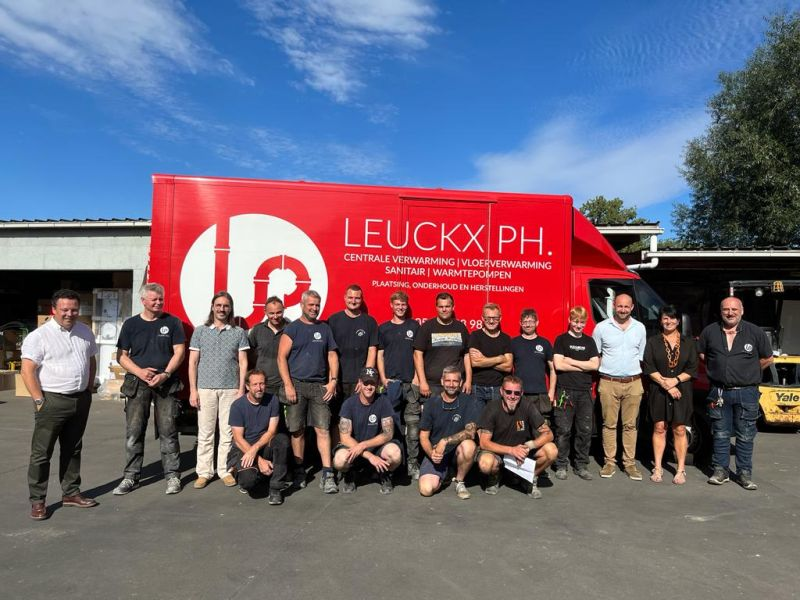 LEUCKX PH.
CENTRALE VERWARMING | VLOERVERWARMING
SANITAIR | WARMTEPOMPEN
PLAATSING, ONDERHOUD EN HERSTELLINGEN
Yale